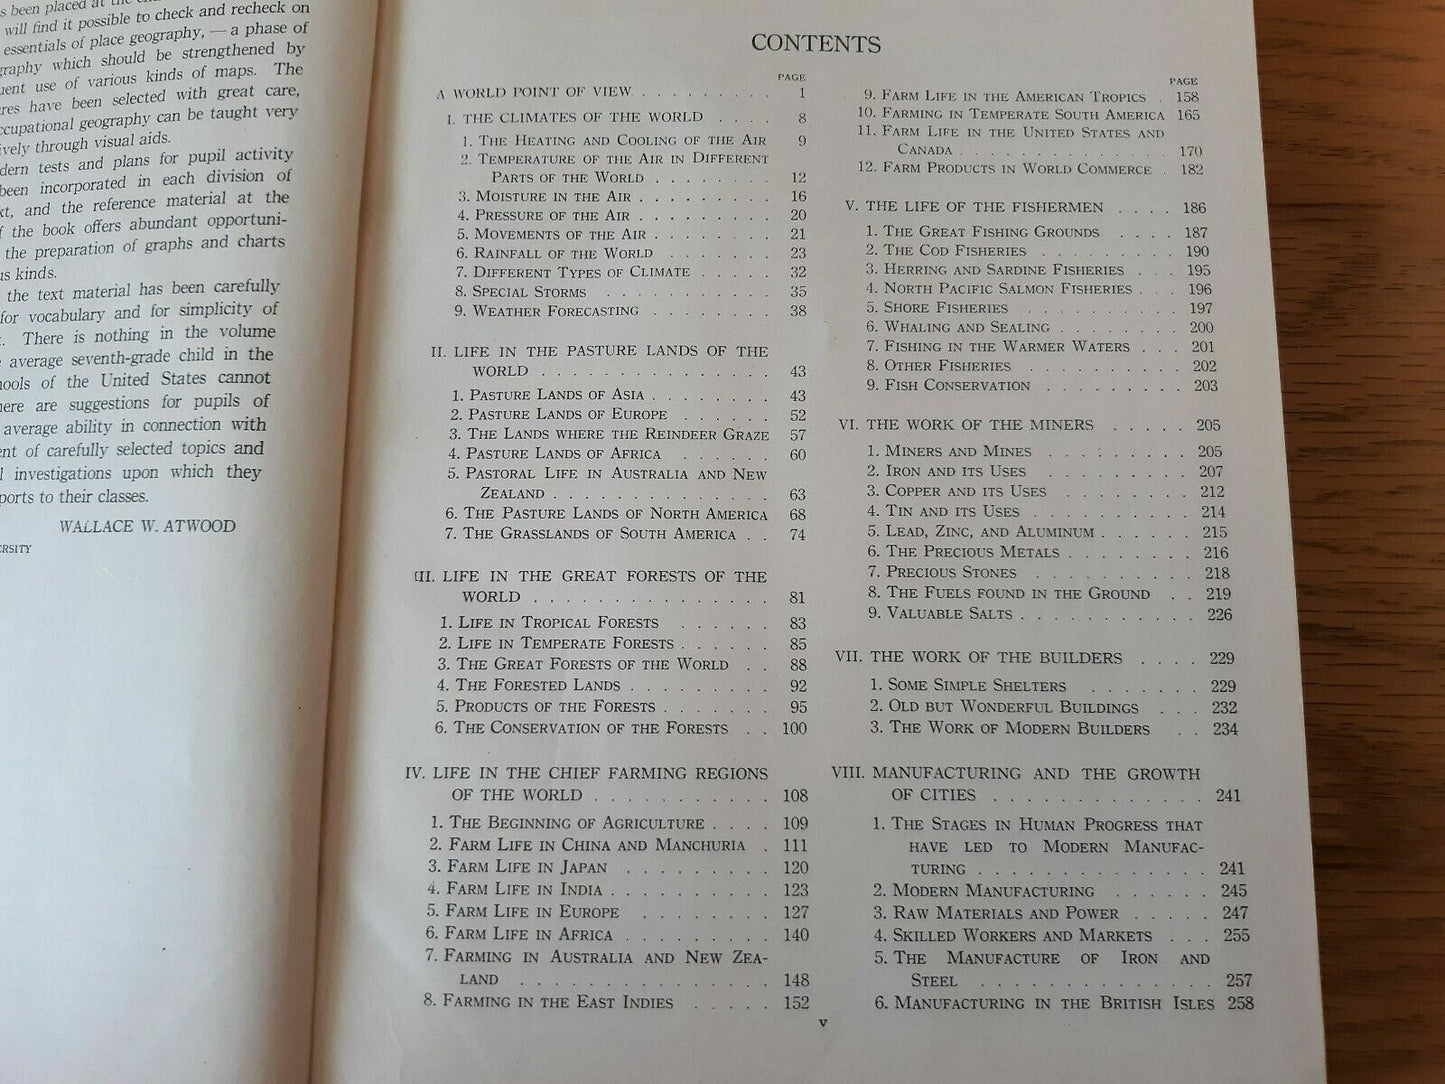 s been placed at the
will find it possible to check and recheck on
essentials of place geography, — a phase of
graphy which should be strengthened by
uent use of various kinds of maps. The
res have been selected with great care,
ccupational geography can be taught very
ively through visual aids.
dern tests and plans for pupil activity
been incorporated in each division of
xt, and the reference material at the
f the book offers abundant opportuni-
the preparation of graphs and charts
us kinds.
the text material has been carefully
for vocabulary and for simplicity of
t. There is nothing in the volume
e average seventh-grade child in the
hools of the United States cannot
here are suggestions for pupils of
average ability in connection with
ent of carefully selected topics and
l investigations upon which they
ports to their classes.
WALLACE W. ATWOOD
ERSITY
CONTENTS
PAGE
A WORLD POINT OF VIEW . . . . . . . . . 1
I. THE CLIMATES OF THE WORLD . . . . 8
1. The Heating and Cooling of the Air 9
2. Temperature of the Air in Different
Parts of the World . . . . . . . . 12
3. Moisture in the Air . . . . . . . . . 16
4. Pressure of the Air . . . . . . . . . 20
5. Movements of the Air . . . . . . . . 21
6. Rainfall of the World . . . . . . . 23
7. Different Types of Climate . . . . . 32
8. Special Storms . . . . . . . . . . . 35
9. Weather Forecasting . . . . . . . . 38
II. LIFE IN THE PASTURE LANDS OF THE
WORLD . . . . . . . . . . . . . . . 43
1. Pasture Lands of Asia . . . . . . . . 43
2. Pasture Lands of Europe . . . . . . 52
3. The Lands where the Reindeer Graze 57
4. Pasture Lands of Africa . . . . . . 60
5. Pastoral Life in Australia and New
Zealand . . . . . . . . . . . . . . 63
6. The Pasture Lands of North America 68
7. The Grasslands of South America . . 74
III. LIFE IN THE GREAT FORESTS OF THE
WORLD . . . . . . . . . . . . . . . 81
1. Life in Tropical Forests . . . . . . 83
2. Life in Temperate Forests . . . . . . 85
3. The Great Forests of the World . . 88
4. The Forested Lands . . . . . . . . . 92
5. Products of the Forests . . . . . . . 95
6. The Conservation of the Forests . . 100
IV. LIFE IN THE CHIEF FARMING REGIONS
OF THE WORLD . . . . . . . . . . . 108
1. The Beginning of Agriculture . . . . 109
2. Farm Life in China and Manchuria . 111
3. Farm Life in Japan . . . . . . . . . 120
4. Farm Life in India . . . . . . . . . . 123
5. Farm Life in Europe . . . . . . . . 127
6. Farm Life in Africa . . . . . . . . . 140
7. Farming in Australia and New Zea-
land . . . . . . . . . . . . . . . . 148
8. Farming in the East Indies . . . . . 152
PAGE
9. Farm Life in the American Tropics . 158
10. Farming in Temperate South America 165
11. Farm Life in the United States and
Canada . . . . . . . . . . . . . . 170
12. Farm Products in World Commerce . 182
V. THE LIFE OF THE FISHERMEN . . . . 186
1. The Great Fishing Grounds . . . . 187
2. The Cod Fisheries . . . . . . . . . 190
3. Herring and Sardine Fisheries . . . 195
4. North Pacific Salmon Fisheries . . . 196
5. Shore Fisheries . . . . . . . . . . 197
6. Whaling and Sealing . . . . . . . . 200
7. Fishing in the Warmer Waters . . . 201
8. Other Fisheries . . . . . . . . . . 202
9. Fish Conservation . . . . . . . . . 203
VI. THE WORK OF THE MINERS . . . . . 205
1. Miners and Mines . . . . . . . . . 205
2. Iron and its Uses . . . . . . . . . 207
3. Copper and its Uses . . . . . . . . 212
4. Tin and its Uses . . . . . . . . . . 214
5. Lead, Zinc, and Aluminum . . . . . . 215
6. The Precious Metals . . . . . . . . 216
7. Precious Stones . . . . . . . . . . 218
8. The Fuels found in the Ground . . 219
9. Valuable Salts . . . . . . . . . . . 226
VII. THE WORK OF THE BUILDERS . . . . 229
1. Some Simple Shelters . . . . . . . 229
2. Old but Wonderful Buildings . . . 232
3. The Work of Modern Builders . . 234
VIII. MANUFACTURING AND THE GROWTH
OF CITIES . . . . . . . . . . . . . 241
1. The Stages in Human Progress that
have led to Modern Manufac-
turing . . . . . . . . . . . . . . . 241
2. Modern Manufacturing . . . . . . 245
3. Raw Materials and Power . . . . . 247
4. Skilled Workers and Markets . . . 255
5. The Manufacture of Iron and
Steel . . . . . . . . . . . . . . 257
6. Manufacturing in the British Isles 258
v